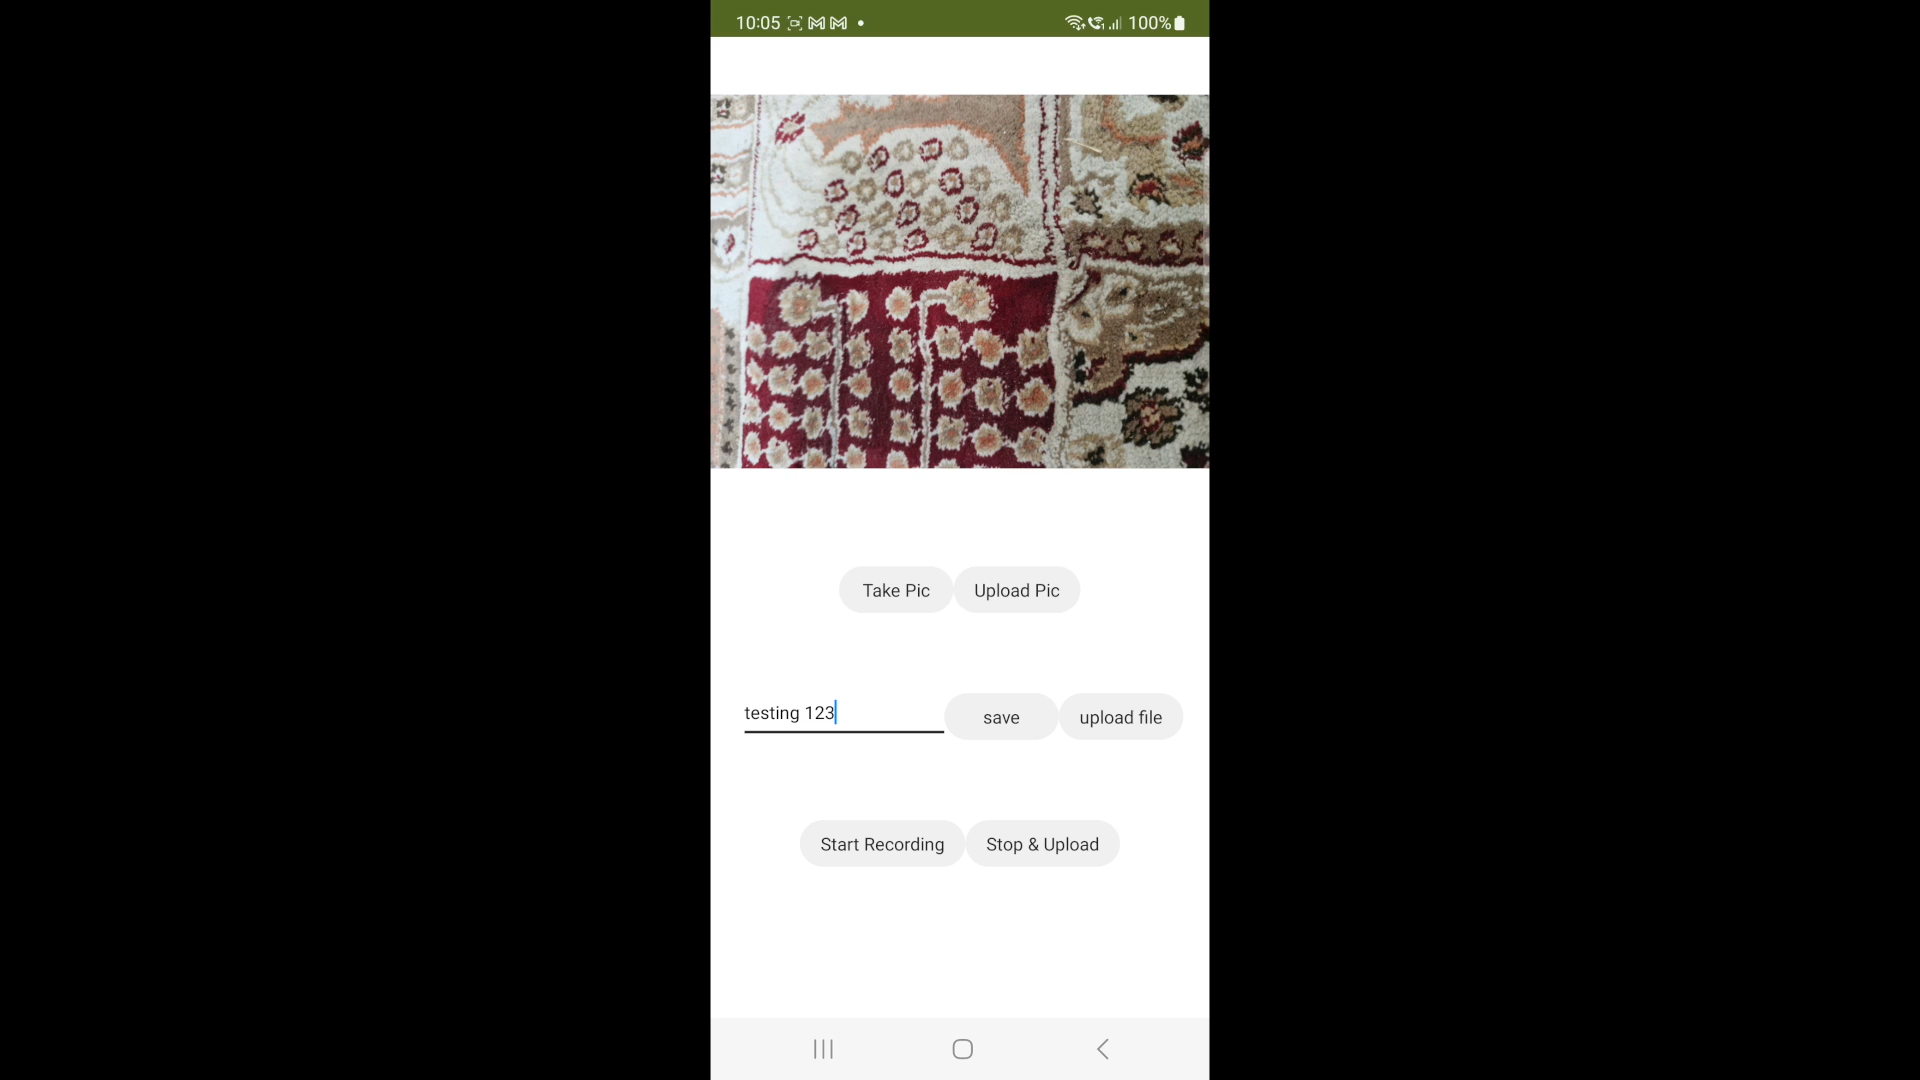 10:05 100%
Take Pic Upload Pic
testing 123 save upload file
Start Recording Stop & Upload